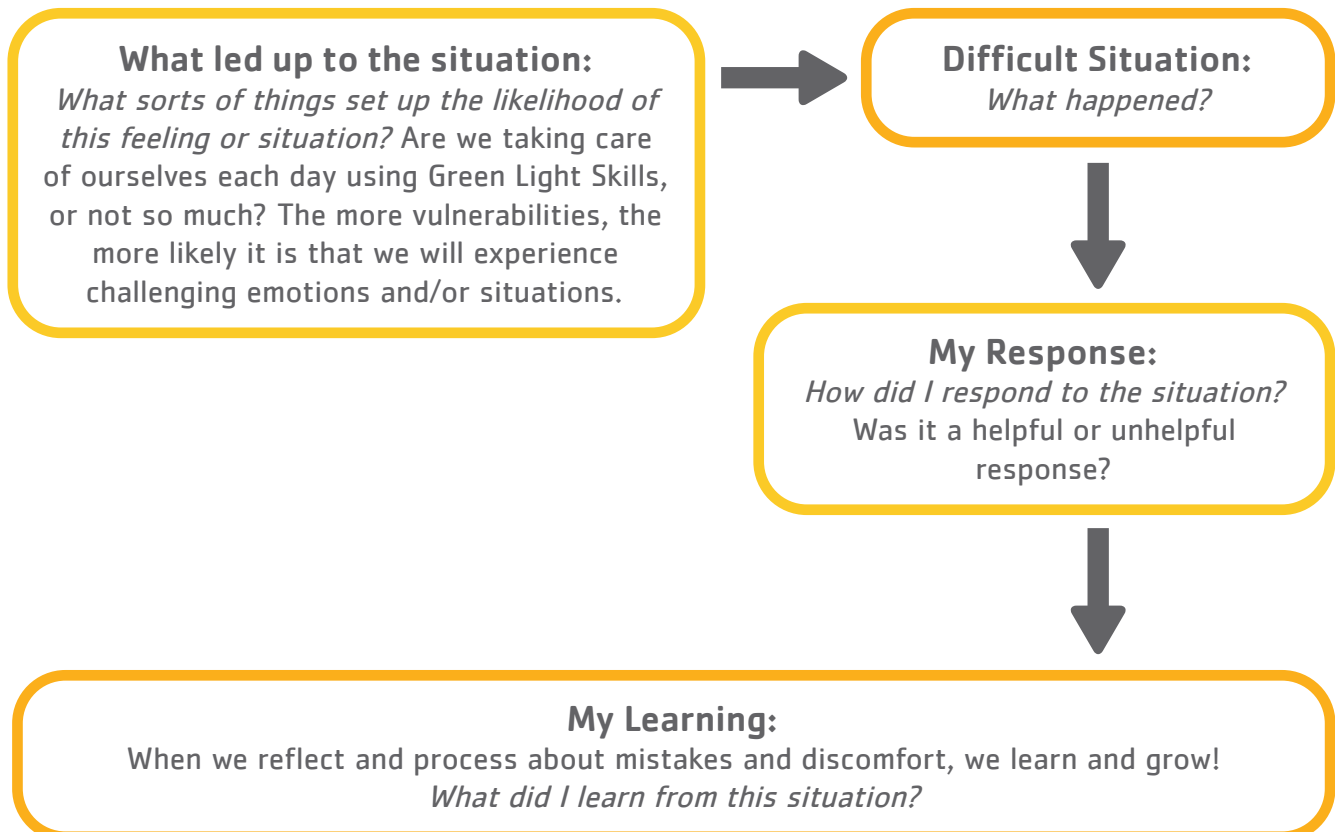 What led up to the situation:
What sorts of things set up the likelihood of
this feeling or situation? Are we taking care
of ourselves each day using Green Light Skills,
or not so much? The more vulnerabilities, the
more likely it is that we will experience
challenging emotions and/or situations.
Difficult Situation:
What happened?
My Response:
How did I respond to the situation?
Was it a helpful or unhelpful
response?
My Learning:
When we reflect and process about mistakes and discomfort, we learn and grow!
What did I learn from this situation?